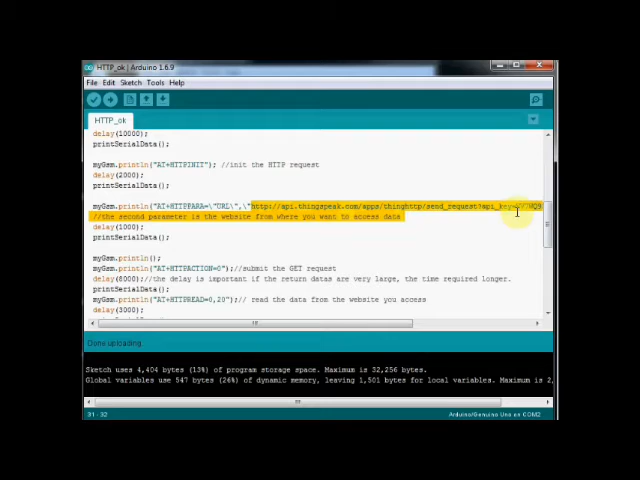 HTTP_ok | Arduino 1.6.9
File Edit Sketch Tools Help
HTTP_ok
delay(10000);
printSerialData();
myGsm.println("AT+HTTPINIT"); //init the HTTP request
delay(2000);
printSerialData();
myGsm.println("AT+HTTPPARA=\"URL\",\"http://api.thingspeak.com/apps/thinghttp/send_request?api_key=
//the second parameter is the website from where you want to access data
delay(1000);
printSerialData();
myGsm.println();
myGsm.println("AT+HTTPACTION=0");//submit the GET request
delay(8000);//the delay is important if the return datas are very large, the time required longer.
printSerialData();
myGsm.println("AT+HTTPREAD=0,20");// read the data from the website you access
delay(3000);
Done uploading.
Sketch uses 4,404 bytes (13%) of program storage space. Maximum is 32,256 bytes.
Global variables use 547 bytes (26%) of dynamic memory, leaving 1,501 bytes for local variables. Maximum is 2,
31 - 32
Arduino/Genuino Uno on COM2